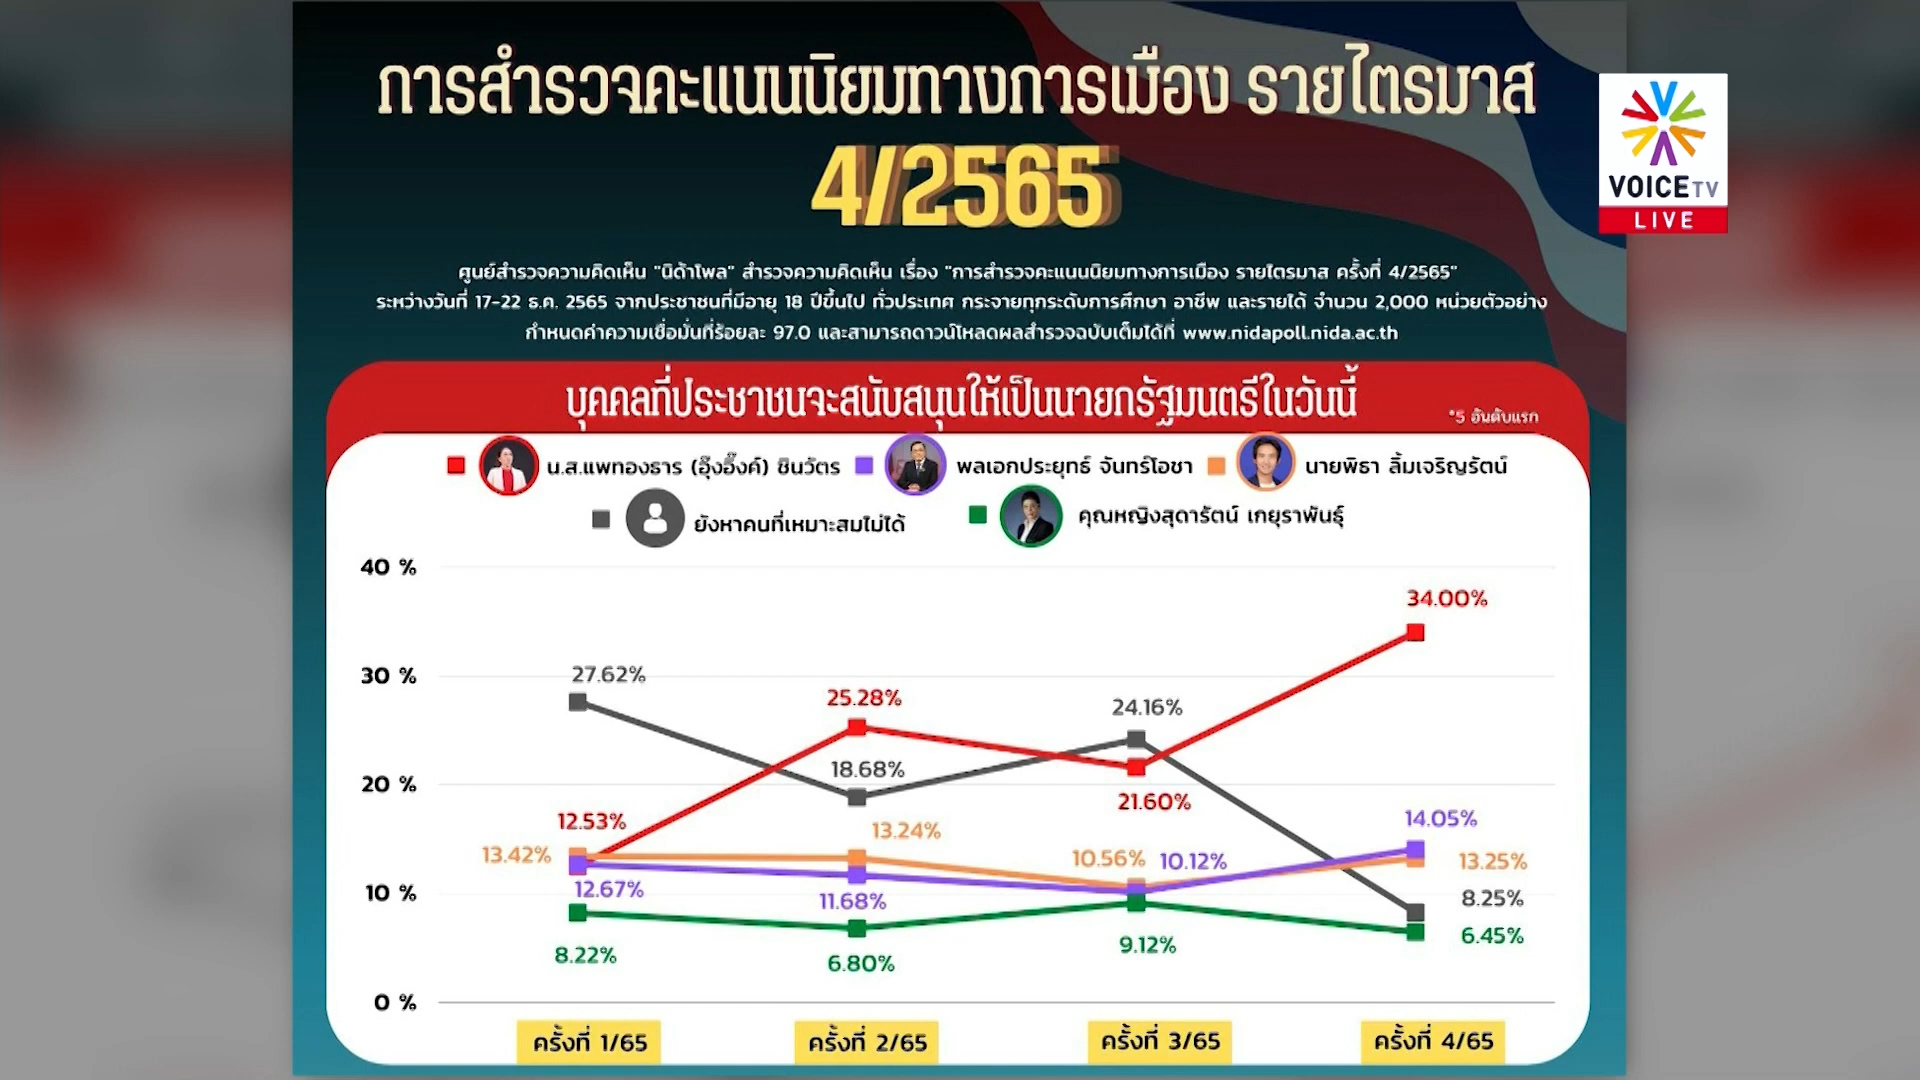 การสำรวจคะแนนนิยมทางการเมือง รายไตรมาส
4/2565
VOICE TV
LIVE
ศูนย์สำรวจความคิดเห็น "นิด้าโพล" สำรวจความคิดเห็น เรื่อง "การสำรวจคะแนนนิยมทางการเมือง รายไตรมาส ครั้งที่ 4/2565"
ระหว่างวันที่ 17-22 ธ.ค. 2565 จากประชาชนที่มีอายุ 18 ปีขึ้นไป ทั่วประเทศ กระจายทุกระดับการศึกษา อาชีพ และรายได้ จำนวน 2,000 หน่วยตัวอย่าง
กำหนดค่าความเชื่อมั่นที่ร้อยละ 97.0 และสามารถดาวน์โหลดผลสำรวจฉบับเต็มได้ที่ www.nidapoll.nida.ac.th
บุคคลที่ประชาชนจะสนับสนุนให้เป็นนายกรัฐมนตรีในวันนี้
*5 อันดับแรก
น.ส.แพทองธาร (อุ๊งอิ๊งค์) ชินวัตร พลเอกประยุทธ์ จันทร์โอชา นายพิธา ลิ้มเจริญรัตน์
ยังหาคนที่เหมาะสมไม่ได้ คุณหญิงสุดารัตน์ เกยุราพันธุ์
40 %
34.00%
30 %
27.62%
25.28%
24.16%
20 %
18.68%
21.60%
12.53%
13.24%
14.05%
13.42%
10.56% 10.12%
13.25%
10 %
12.67%
11.68%
8.25%
8.22%
6.80%
9.12%
6.45%
0 %
ครั้งที่ 1/65 ครั้งที่ 2/65 ครั้งที่ 3/65 ครั้งที่ 4/65